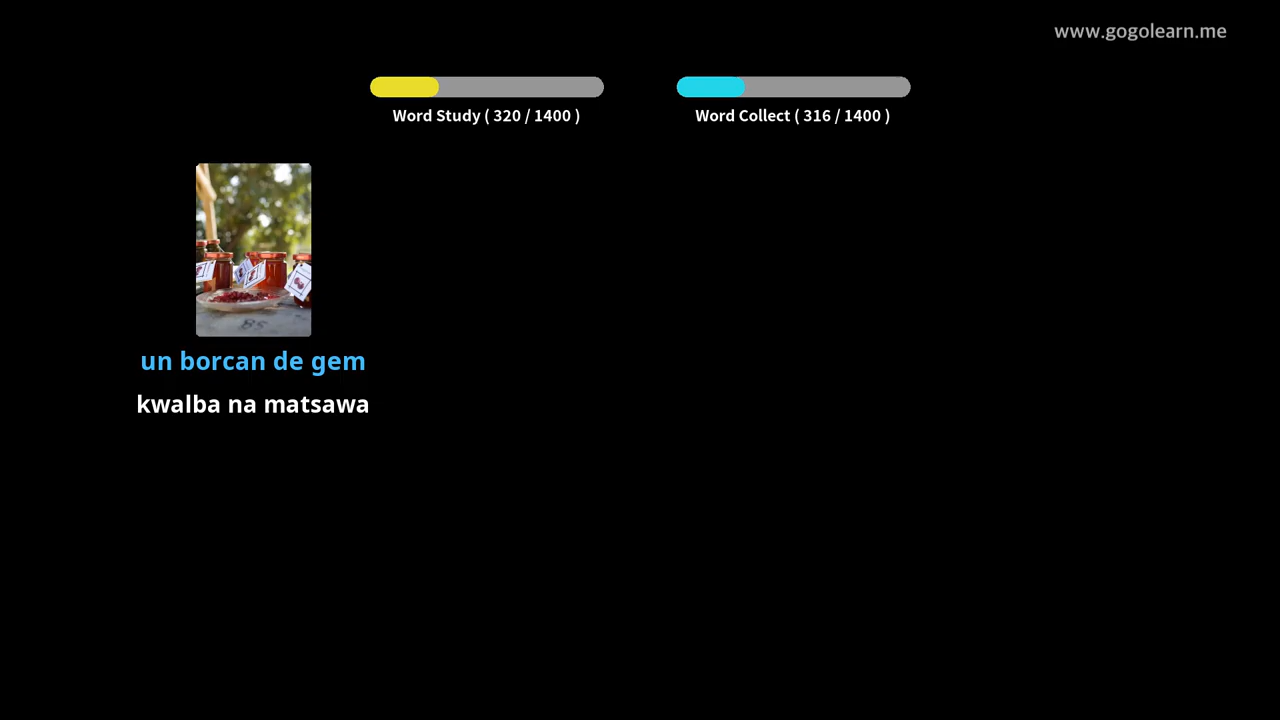 www.gogolearn.me
Word Study ( 320 / 1400 )
Word Collect ( 316 / 1400 )
un borcan de gem
kwalba na matsawa